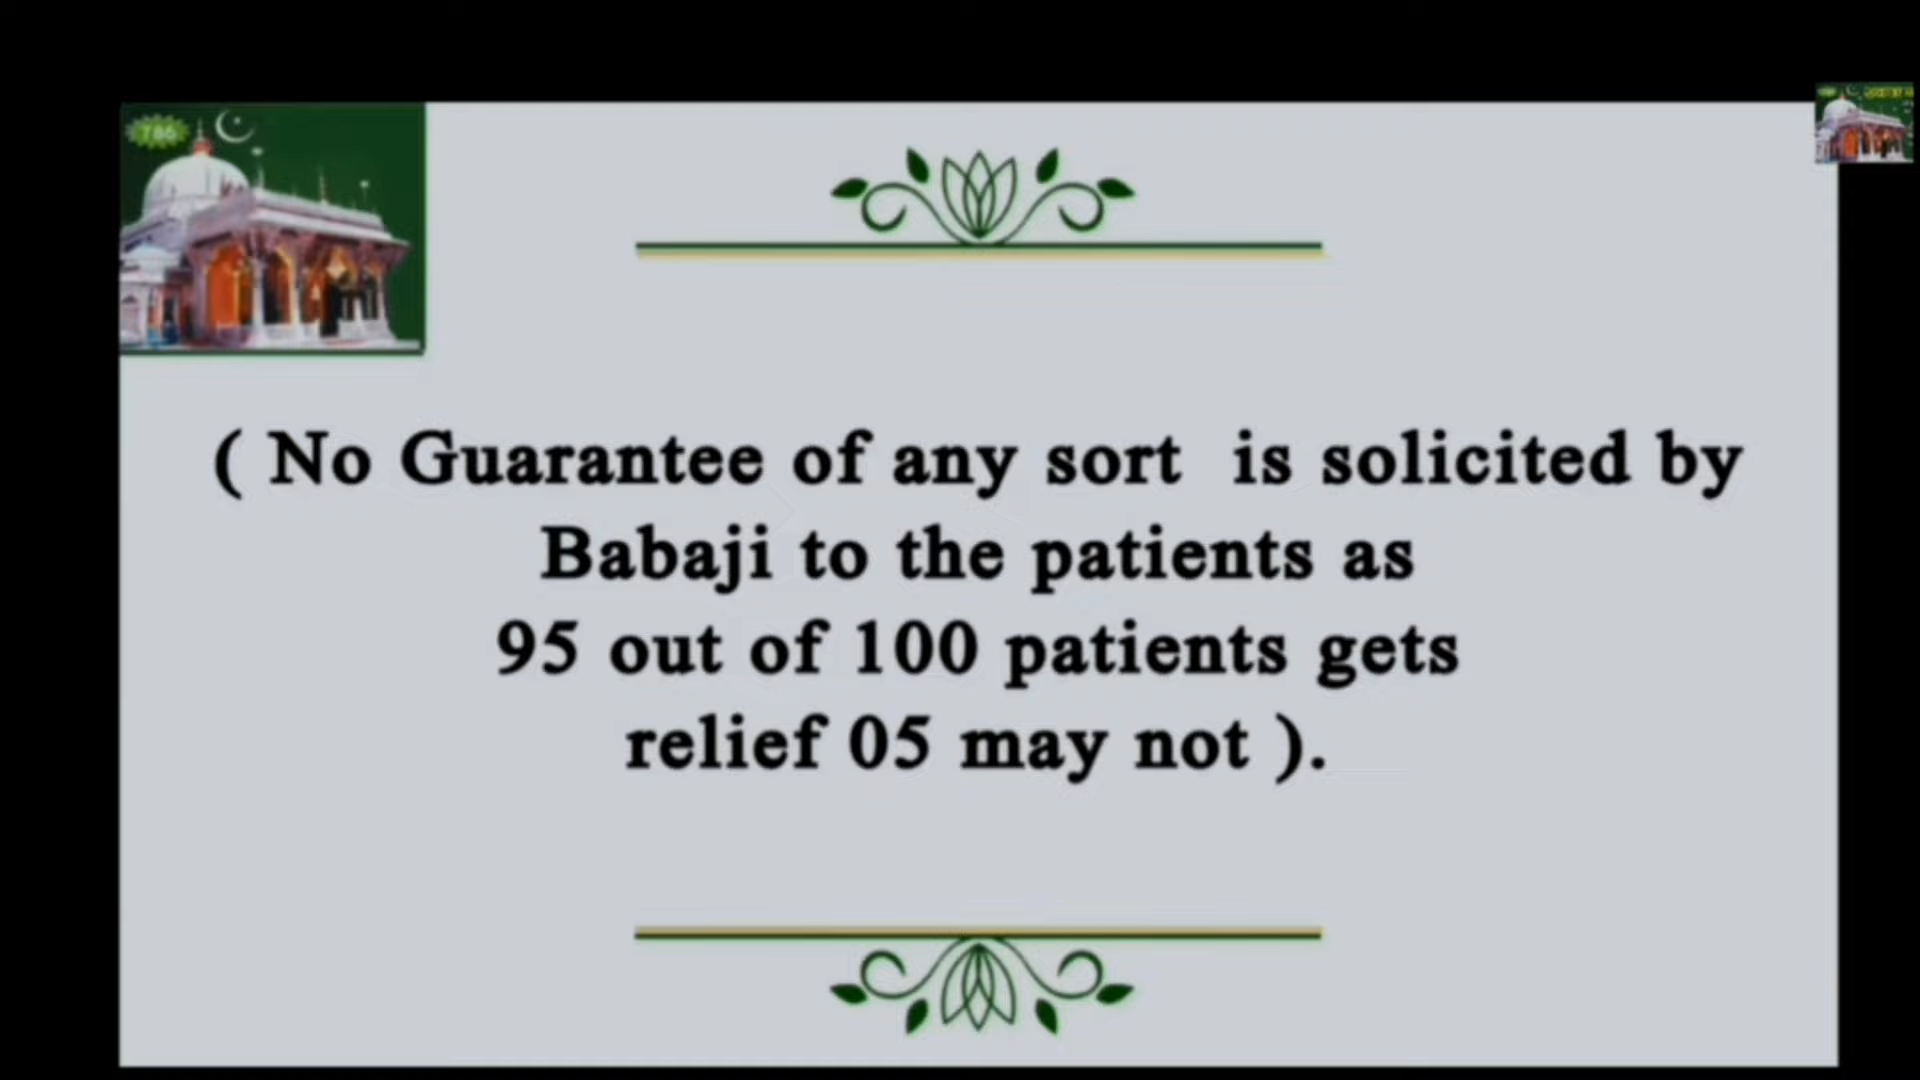 786
( No Guarantee of any sort is solicited by
Babaji to the patients as
95 out of 100 patients gets
relief 05 may not ).